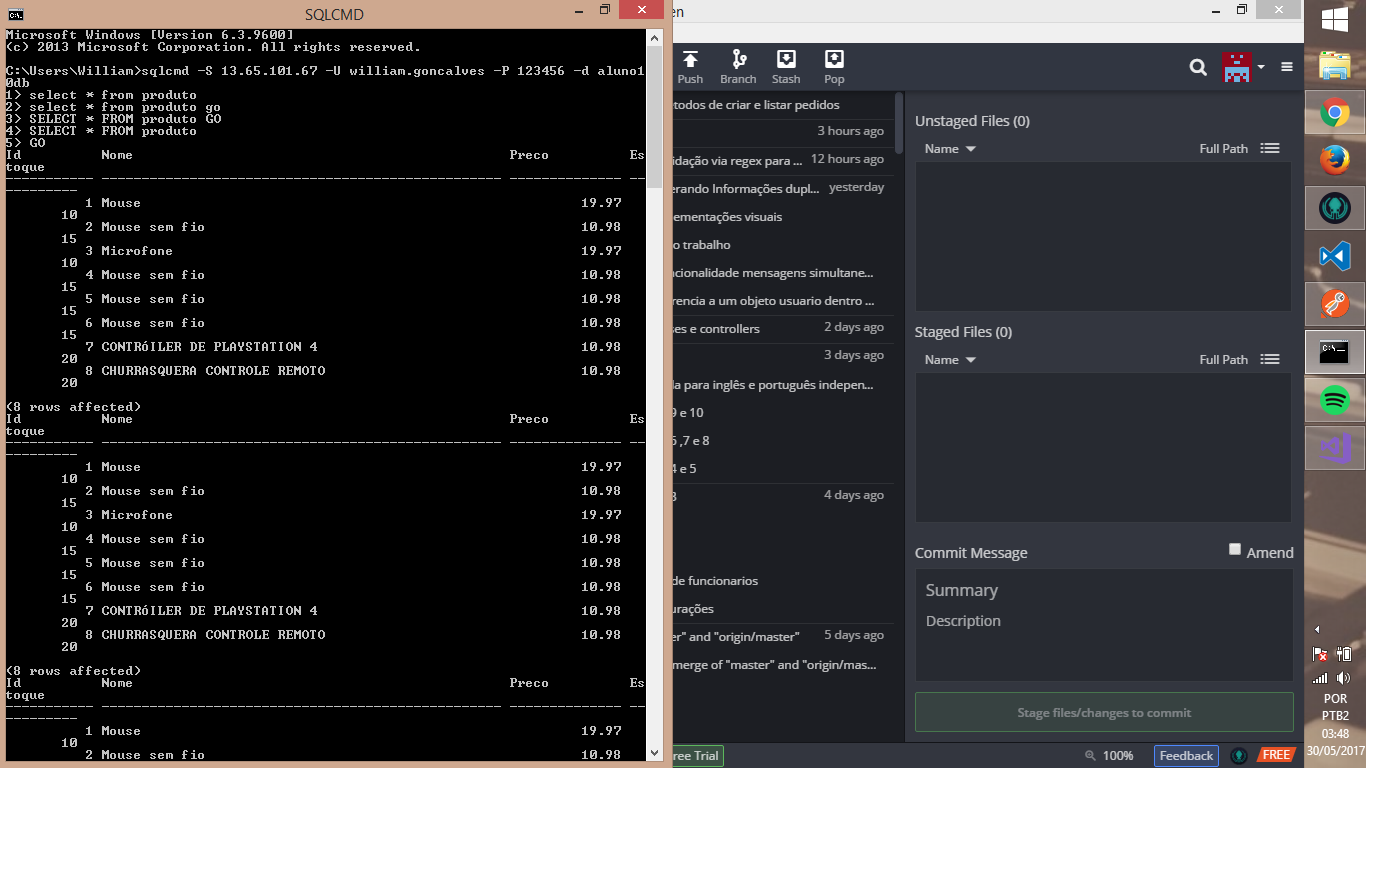 SQLCMD
Microsoft Windows [Version 6.3.9600]
(c) 2013 Microsoft Corporation. All rights reserved.
C:\Users\William>sqlcmd -S 13.65.101.67 -U william.goncalves -P 123456 -d aluno1
0db
1> select * from produto
2> select * from produto go
3> SELECT * FROM produto GO
4> SELECT * FROM produto
5> GO
Id Nome Preco Es
toque
----------- -------------------------------------------------- -------------- --
---------
1 Mouse 19.97
10
2 Mouse sem fio 10.98
15
3 Microfone 19.97
10
4 Mouse sem fio 10.98
15
5 Mouse sem fio 10.98
15
6 Mouse sem fio 10.98
15
7 CONTRóILER DE PLAYSTATION 4 10.98
20
8 CHURRASQUERA CONTROLE REMOTO 10.98
20
(8 rows affected)
Id Nome Preco Es
toque
----------- -------------------------------------------------- -------------- --
---------
1 Mouse 19.97
10
2 Mouse sem fio 10.98
15
3 Microfone 19.97
10
4 Mouse sem fio 10.98
15
5 Mouse sem fio 10.98
15
6 Mouse sem fio 10.98
15
7 CONTRóILER DE PLAYSTATION 4 10.98
20
8 CHURRASQUERA CONTROLE REMOTO 10.98
20
(8 rows affected)
Id Nome Preco Es
toque
----------- -------------------------------------------------- -------------- --
---------
1 Mouse 19.97
10
2 Mouse sem fio 10.98
en
Push Branch Stash Pop
todos de criar e listar pedidos
3 hours ago
idação via regex para ... 12 hours ago
erando Informações dupl... yesterday
ementações visuais
o trabalho
ncionalidade mensagens simultane...
rencia a um objeto usuario dentro ...
ses e controllers 2 days ago
3 days ago
la para inglês e português indepen...
9 e 10
6 ,7 e 8
4 e 5
3 4 days ago
de funcionarios
urações
er" and "origin/master" 5 days ago
merge of "master" and "origin/mas...
ree Trial
Unstaged Files (0)
Name Full Path
Staged Files (0)
Name Full Path
Commit Message Amend
Summary
Description
Stage files/changes to commit
100% Feedback FREE
POR
PTB2
03:48
30/05/2017